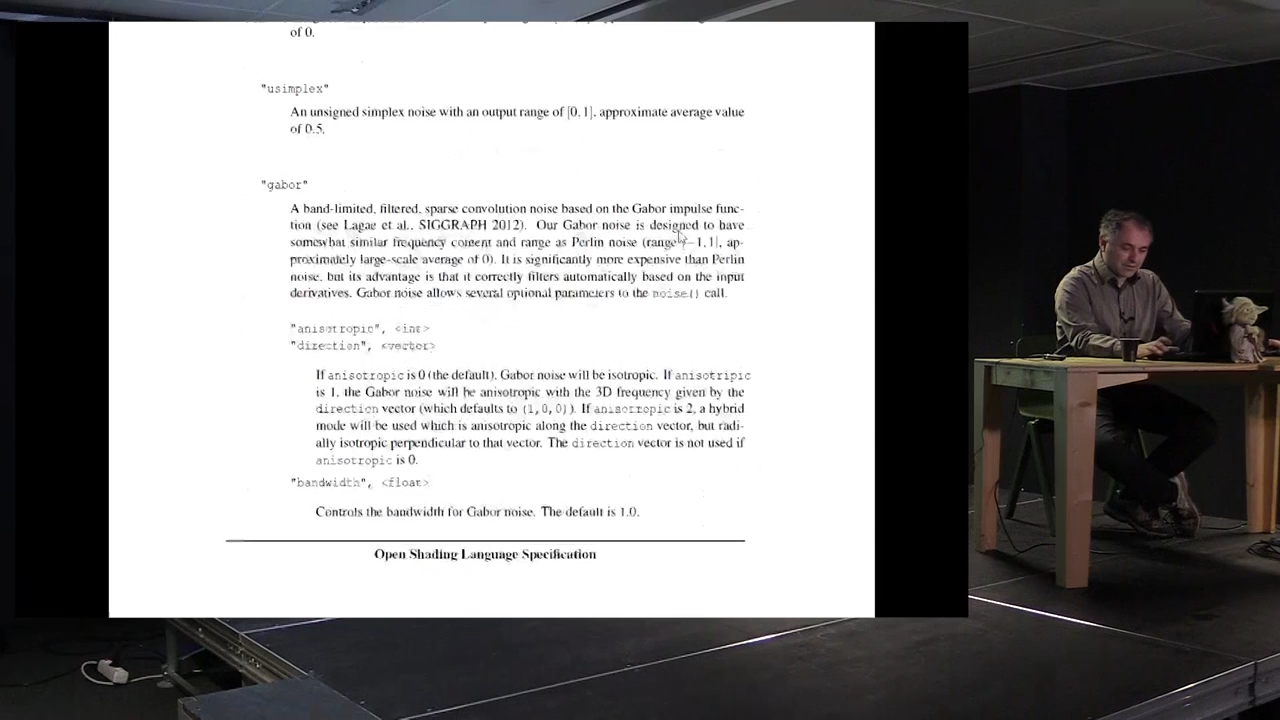 of 0.
"usimplex"
An unsigned simplex noise with an output range of [0,1], approximate average value
of 0.5.
"gabor"
A band-limited, filtered, sparse convolution noise based on the Gabor impulse func-
tion (see Lagae et al., SIGGRAPH 2012). Our Gabor noise is designed to have
somewhat similar frequency content and range as Perlin noise (range [−1,1], ap-
proximately large-scale average of 0). It is significantly more expensive than Perlin
noise, but its advantage is that it correctly filters automatically based on the input
derivatives. Gabor noise allows several optional parameters to the noise() call.
"anisotropic", <int>
"direction", <vector>
If anisotropic is 0 (the default), Gabor noise will be isotropic. If anisotripic
is 1, the Gabor noise will be anisotropic with the 3D frequency given by the
direction vector (which defaults to (1,0,0)). If anisotropic is 2, a hybrid
mode will be used which is anisotropic along the direction vector, but radi-
ally isotropic perpendicular to that vector. The direction vector is not used if
anisotropic is 0.
"bandwidth", <float>
Controls the bandwidth for Gabor noise. The default is 1.0.
Open Shading Language Specification